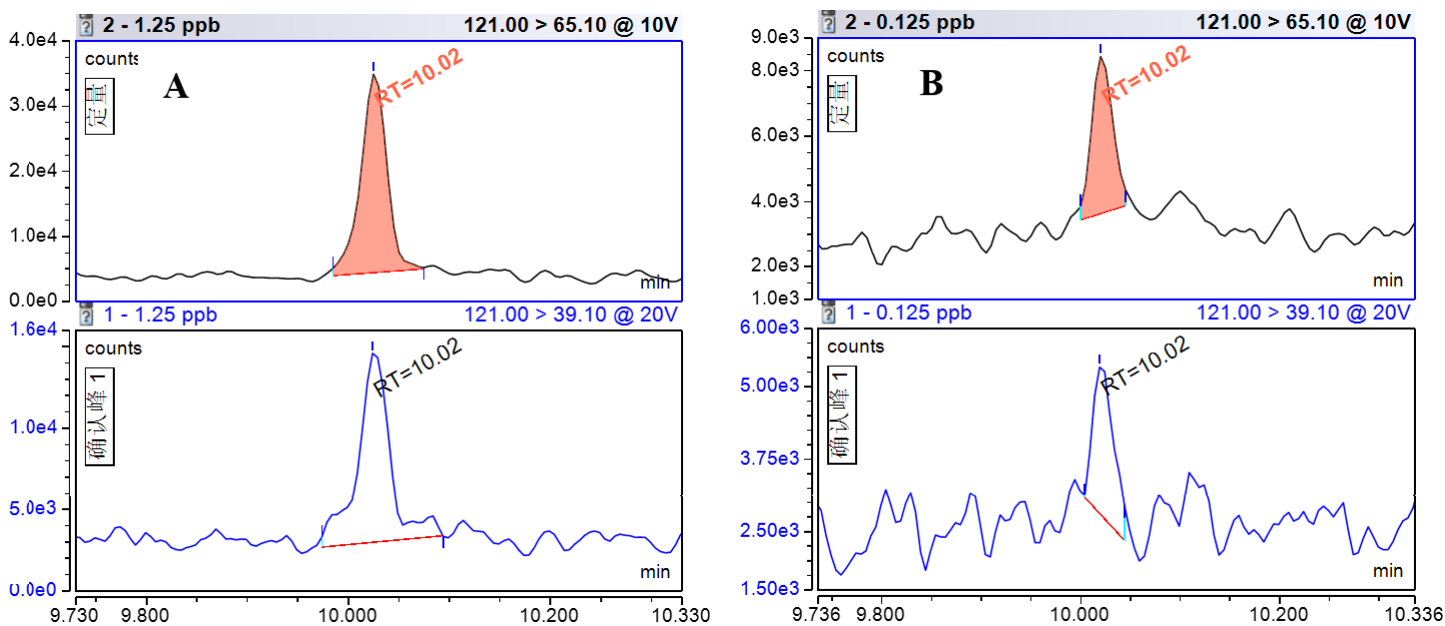 2 - 1.25 ppb 121.00 > 65.10 @ 10V
4.0e4
3.0e4
2.0e4
1.0e4
0.0e0
counts
定量
A
RT=10.02
min
1 - 1.25 ppb 121.00 > 39.10 @ 20V
1.6e4
1.0e4
5.0e3
0.0e0
counts
确认峰 1
RT=10.02
min
9.730 9.800 10.000 10.200 10.330
2 - 0.125 ppb 121.00 > 65.10 @ 10V
9.0e3
8.0e3
6.0e3
4.0e3
2.0e3
1.0e3
counts
定量
B
RT=10.02
min
1 - 0.125 ppb 121.00 > 39.10 @ 20V
6.00e3
5.00e3
3.75e3
2.50e3
1.50e3
counts
确认峰 1
RT=10.02
min
9.736 9.800 10.000 10.200 10.336